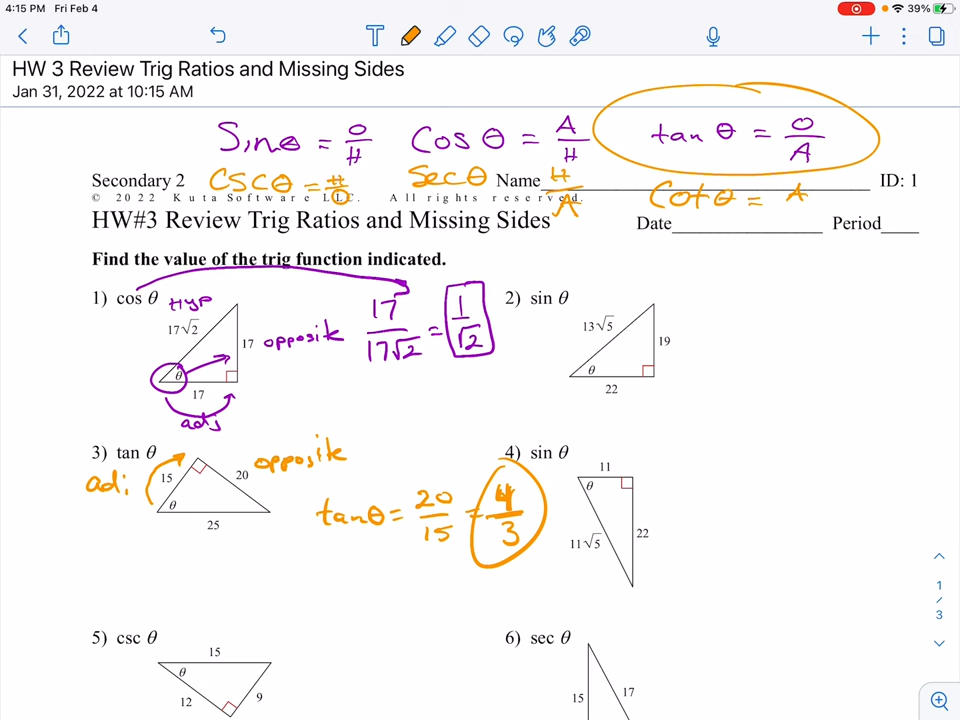 4:15 PM Fri Feb 4 39%
HW 3 Review Trig Ratios and Missing Sides
Jan 31, 2022 at 10:15 AM
Sinθ = O/H Cos θ = A/H tan θ = O/A
Secondary 2 Name ID: 1
CSCθ = H/O Secθ H/A Cotθ = A
© 2022 Kuta Software LLC. All rights reserved.
HW#3 Review Trig Ratios and Missing Sides Date Period
Find the value of the trig function indicated.
1) cos θ
Hyp
17√2
17 opposite
θ
17
adj
17/17√2 = 1/√2
2) sin θ
13√5
19
θ
22
3) tan θ
adj
15
20 opposite
θ
25
tanθ = 20/15 = 4/3
4) sin θ
11
θ
22
11√5
5) csc θ
15
θ
12
9
6) sec θ
15
17
1
/
3